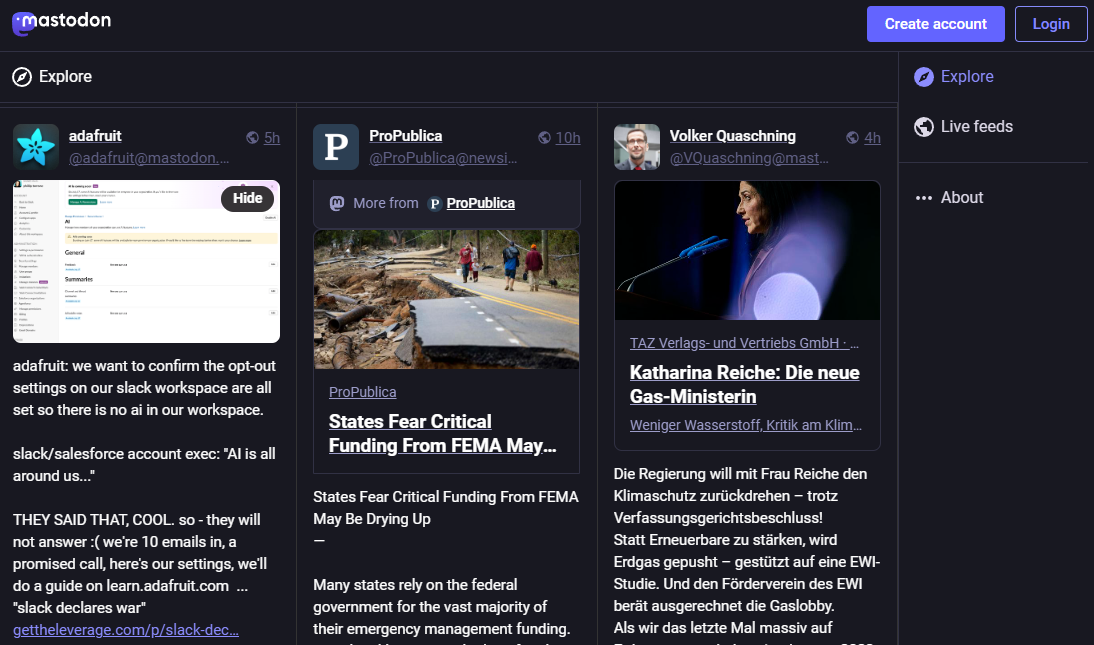 mastodon
Create account
Login
Explore
Explore
Live feeds
About
adafruit
5h
@adafruit@mastodon....
Hide
AI
General
Summaries
adafruit: we want to confirm the opt-out
settings on our slack workspace are all
set so there is no ai in our workspace.
slack/salesforce account exec: "AI is all
around us..."
THEY SAID THAT, COOL. so - they will
not answer :( we're 10 emails in, a
promised call, here's our settings, we'll
do a guide on learn.adafruit.com ...
"slack declares war"
gettheleverage.com/p/slack-dec...
P
ProPublica
10h
@ProPublica@newsi...
More from P ProPublica
ProPublica
States Fear Critical
Funding From FEMA May...
States Fear Critical Funding From FEMA
May Be Drying Up
—
Many states rely on the federal
government for the vast majority of
their emergency management funding.
Volker Quaschning
4h
@VQuaschning@mast...
TAZ Verlags- und Vertriebs GmbH · ...
Katharina Reiche: Die neue
Gas-Ministerin
Weniger Wasserstoff, Kritik am Klim...
Die Regierung will mit Frau Reiche den
Klimaschutz zurückdrehen – trotz
Verfassungsgerichtsbeschluss!
Statt Erneuerbare zu stärken, wird
Erdgas gepusht – gestützt auf eine EWI-
Studie. Und den Förderverein des EWI
berät ausgerechnet die Gaslobby.
Als wir das letzte Mal massiv auf